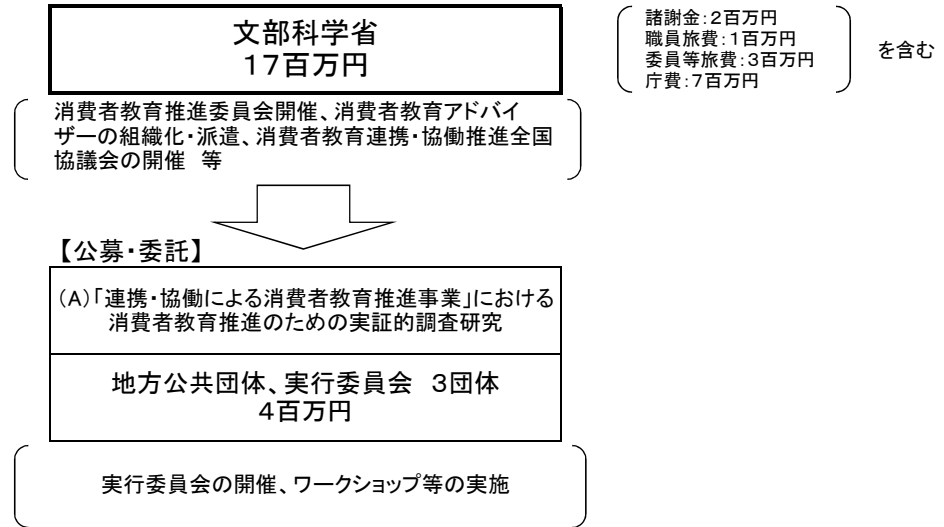 文部科学省
17百万円
諸謝金:2百万円
職員旅費:1百万円
委員等旅費:3百万円
庁費:7百万円
を含む
消費者教育推進委員会開催、消費者教育アドバイ
ザーの組織化・派遣、消費者教育連携・協働推進全国
協議会の開催 等
【公募・委託】
(A)「連携・協働による消費者教育推進事業」における
消費者教育推進のための実証的調査研究
地方公共団体、実行委員会 3団体
4百万円
実行委員会の開催、ワークショップ等の実施